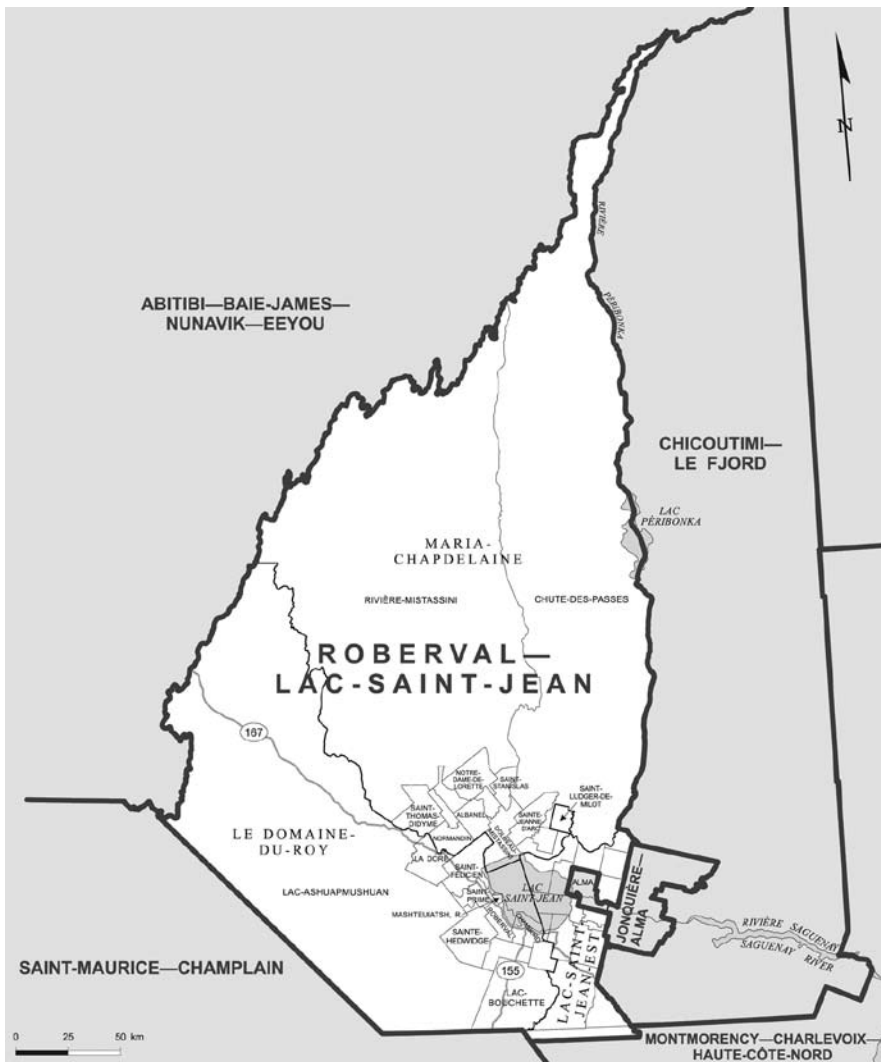 N
RIVIÈRE
PÉRIBONKA
ABITIBI—BAIE-JAMES—
NUNAVIK—EEYOU
CHICOUTIMI—
LE FJORD
LAC
PÉRIBONKA
MARIA-
CHAPDELAINE
RIVIÈRE-MISTASSINI
CHUTE-DES-PASSES
ROBERVAL—
LAC-SAINT-JEAN
167
NOTRE-
DAME-DE-
LORETTE
SAINT-
STANISLAS
SAINT-
LUDGER-DE-
MILOT
SAINT-
THOMAS-
DIDYME
ALBANEL
SAINTE-
JEANNE-
D'ARC
NORMANDIN
DOLBEAU-
MISTASSINI
LE DOMAINE-
DU-ROY
LA DORÉ
SAINT-
FÉLICIEN
LAC
SAINT-JEAN
ALMA
JONQUIÈRE—
ALMA
LAC-ASHUAPMUSHUAN
SAINT-
PRIME
MASHTEUIATSH, R.
ROBERVAL
CHAMBORD
SAINTE-
HEDWIDGE
RIVIÈRE SAGUENAY
SAGUENAY RIVER
LAC-SAINT-
JEAN-EST
155
LAC-
BOUCHETTE
SAINT-MAURICE—CHAMPLAIN
MONTMORENCY—CHARLEVOIX—
HAUTE-CÔTE-NORD
0 25 50 km